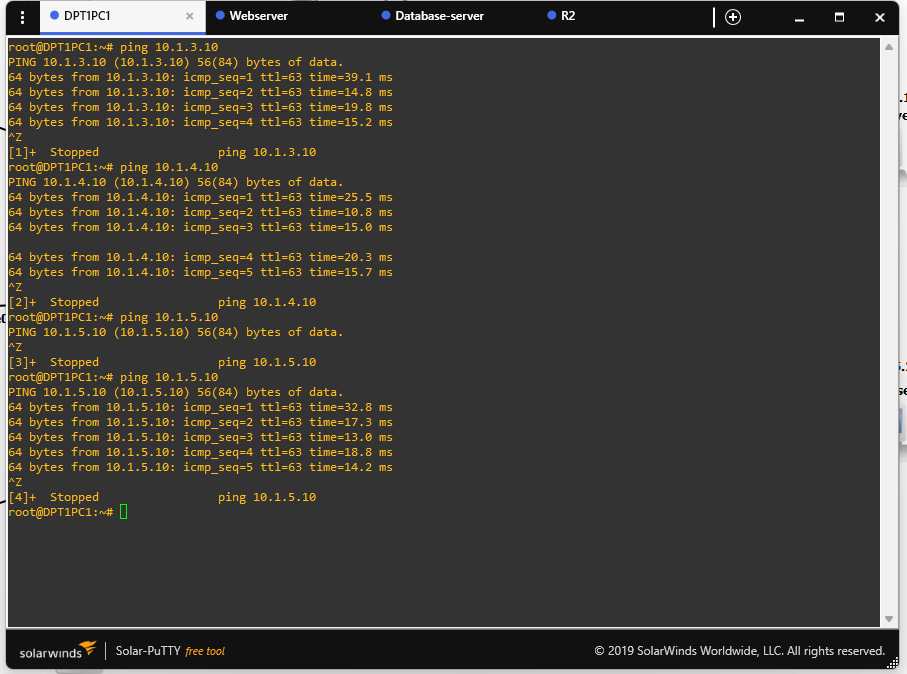 DPT1PC1 × Webserver Database-server R2
root@DPT1PC1:~# ping 10.1.3.10
PING 10.1.3.10 (10.1.3.10) 56(84) bytes of data.
64 bytes from 10.1.3.10: icmp_seq=1 ttl=63 time=39.1 ms
64 bytes from 10.1.3.10: icmp_seq=2 ttl=63 time=14.8 ms
64 bytes from 10.1.3.10: icmp_seq=3 ttl=63 time=19.8 ms
64 bytes from 10.1.3.10: icmp_seq=4 ttl=63 time=15.2 ms
^Z
[1]+  Stopped                 ping 10.1.3.10
root@DPT1PC1:~# ping 10.1.4.10
PING 10.1.4.10 (10.1.4.10) 56(84) bytes of data.
64 bytes from 10.1.4.10: icmp_seq=1 ttl=63 time=25.5 ms
64 bytes from 10.1.4.10: icmp_seq=2 ttl=63 time=10.8 ms
64 bytes from 10.1.4.10: icmp_seq=3 ttl=63 time=15.0 ms
64 bytes from 10.1.4.10: icmp_seq=4 ttl=63 time=20.3 ms
64 bytes from 10.1.4.10: icmp_seq=5 ttl=63 time=15.7 ms
^Z
[2]+  Stopped                 ping 10.1.4.10
root@DPT1PC1:~# ping 10.1.5.10
PING 10.1.5.10 (10.1.5.10) 56(84) bytes of data.
^Z
[3]+  Stopped                 ping 10.1.5.10
root@DPT1PC1:~# ping 10.1.5.10
PING 10.1.5.10 (10.1.5.10) 56(84) bytes of data.
64 bytes from 10.1.5.10: icmp_seq=1 ttl=63 time=32.8 ms
64 bytes from 10.1.5.10: icmp_seq=2 ttl=63 time=17.3 ms
64 bytes from 10.1.5.10: icmp_seq=3 ttl=63 time=13.0 ms
64 bytes from 10.1.5.10: icmp_seq=4 ttl=63 time=18.8 ms
64 bytes from 10.1.5.10: icmp_seq=5 ttl=63 time=14.2 ms
^Z
[4]+  Stopped                 ping 10.1.5.10
root@DPT1PC1:~#
solarwinds Solar-PuTTY free tool © 2019 SolarWinds Worldwide, LLC. All rights reserved.